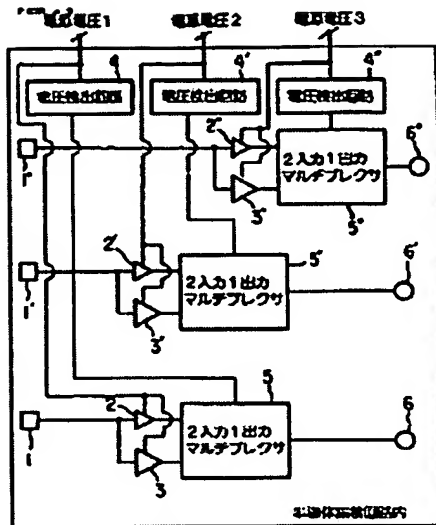 電源電圧1 電源電圧2 電源電圧3
4 4' 4"
電圧検出回路 電圧検出回路 電圧検出回路
2"
2入力1出力
マルチプレクサ
6"
1"
3"
5"
2'
5'
6'
2入力1出力
マルチプレクサ
1'
3'
5
2
2入力1出力
マルチプレクサ
6
1
3
半導体集積回路内